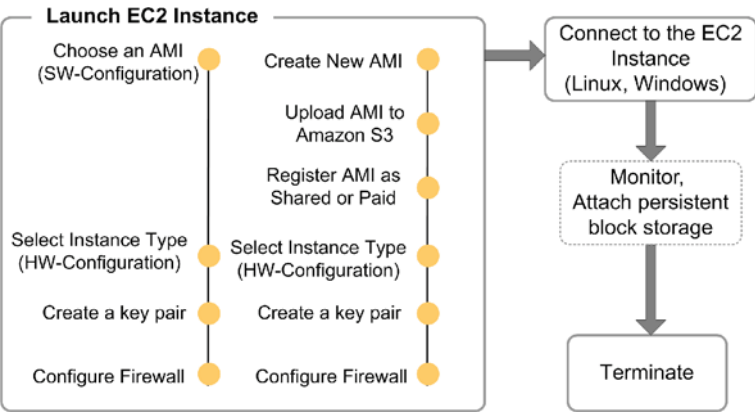 Launch EC2 Instance
Choose an AMI
(SW-Configuration)
Select Instance Type
(HW-Configuration)
Create a key pair
Configure Firewall
Create New AMI
Upload AMI to
Amazon S3
Register AMI as
Shared or Paid
Select Instance Type
(HW-Configuration)
Create a key pair
Configure Firewall
Connect to the EC2
Instance
(Linux, Windows)
Monitor,
Attach persistent
block storage
Terminate